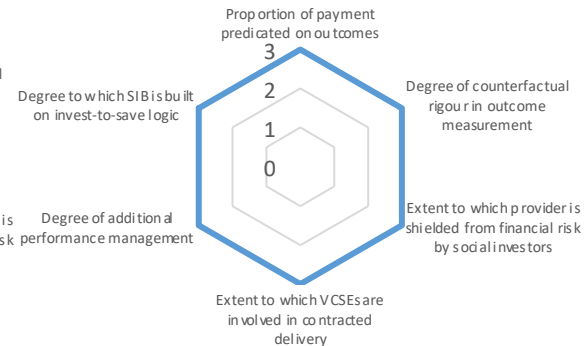 Proportion of payment
predicated on outcomes
3
2
1
0
Degree of counterfactual
rigour in outcome
measurement
Extent to which provider is
shielded from financial risk
by social investors
Extent to which VCSEs are
involved in contracted
delivery
Degree of additional
performance management
Degree to which SIB is built
on invest-to-save logic
is
sk